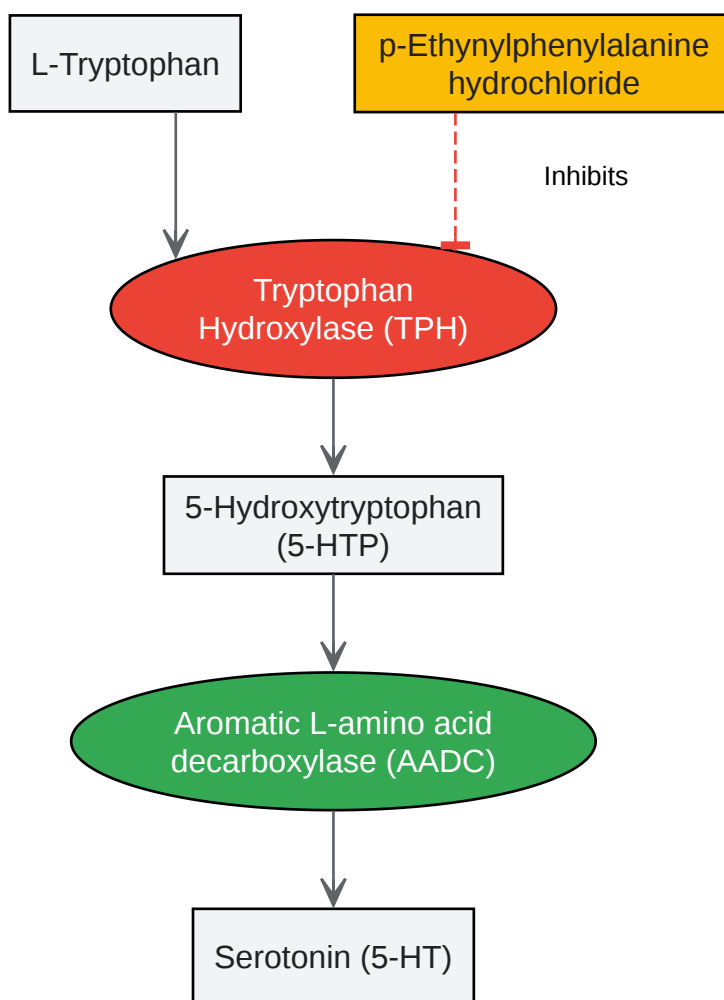 L-Tryptophan
p-Ethynylphenylalanine
hydrochloride
Inhibits
Tryptophan
Hydroxylase (TPH)
5-Hydroxytryptophan
(5-HTP)
Aromatic L-amino acid
decarboxylase (AADC)
Serotonin (5-HT)